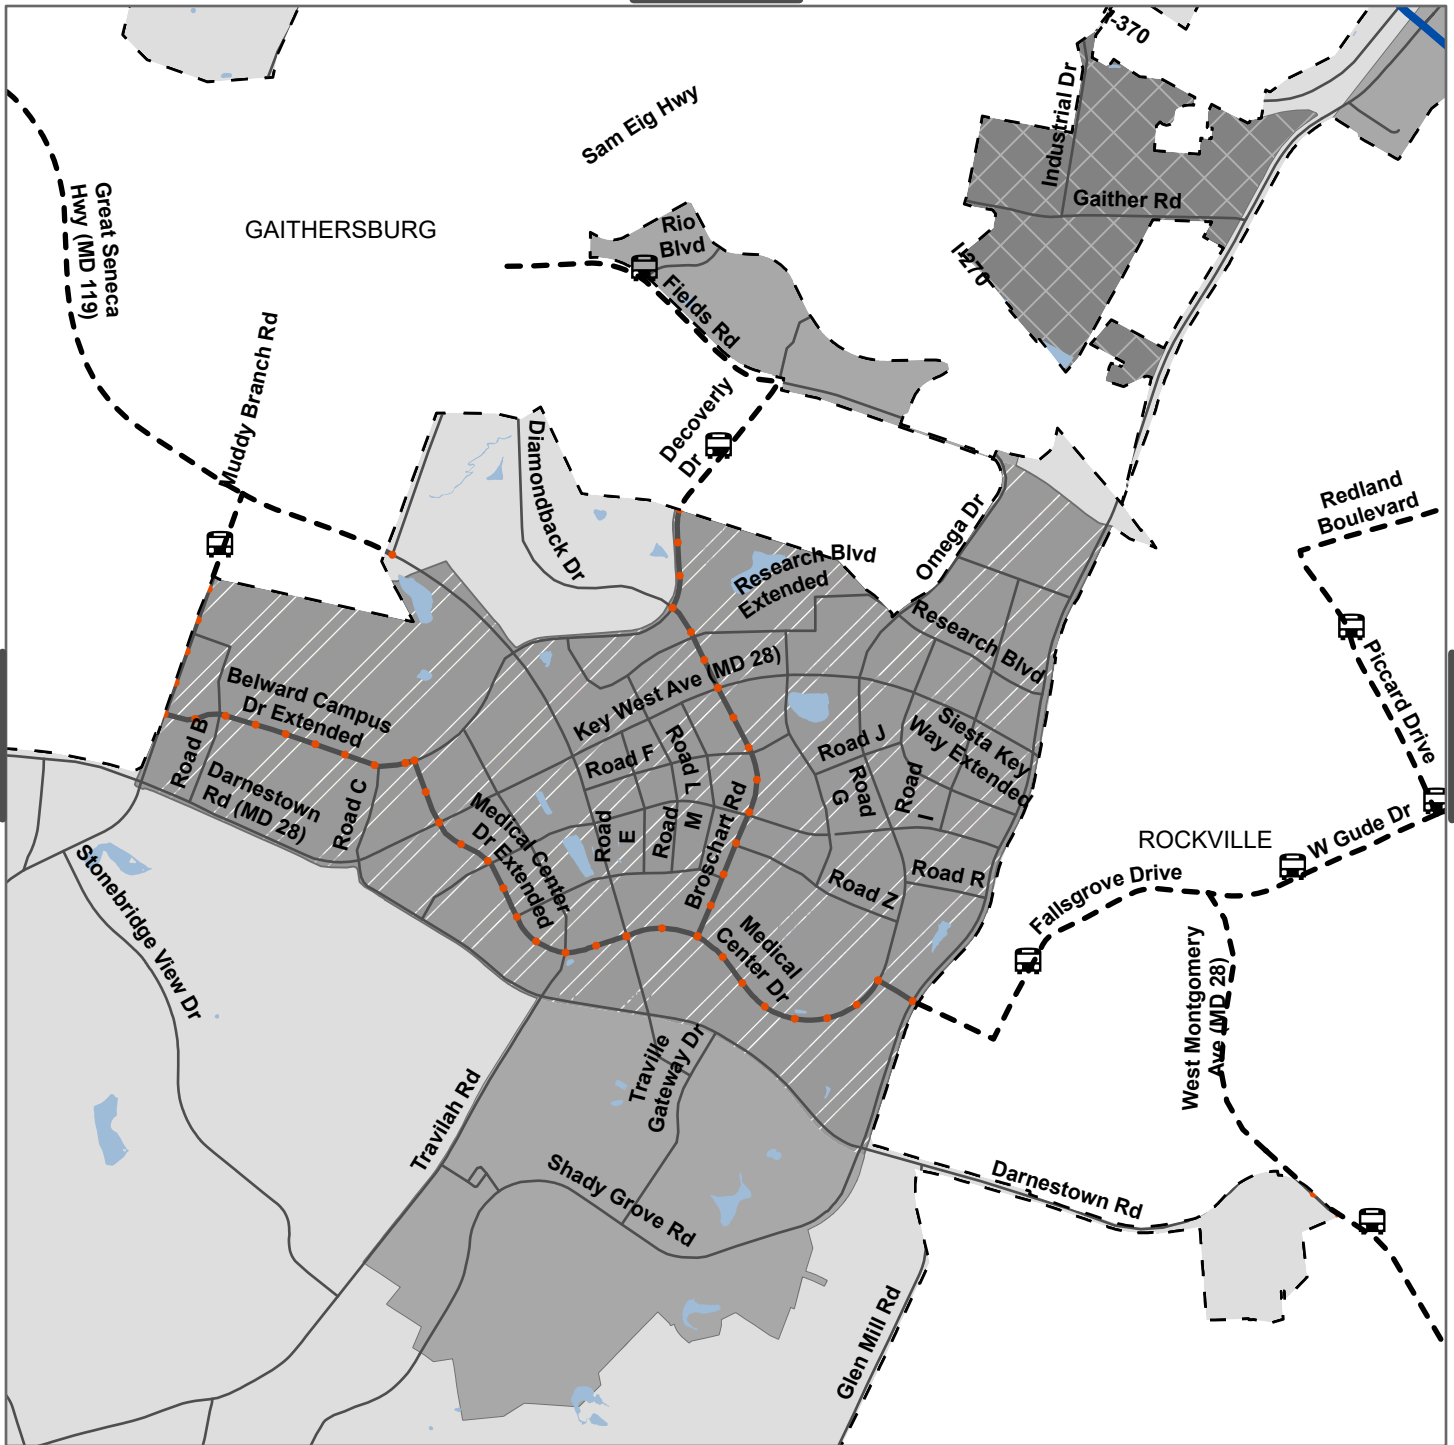 I-370
Sam Eig Hwy
Industrial Dr
Great Seneca
Hwy (MD 119)
GAITHERSBURG
Rio
Blvd
Gaither Rd
I-270
Fields Rd
Muddy Branch Rd
Decoverly
Dr
Diamondback Dr
Omega Dr
Redland
Boulevard
Research Blvd
Extended
Research Blvd
Piccard Drive
Key West Ave (MD 28)
Belward Campus
Dr Extended
Road B
Darnestown
Rd (MD 28)
Road C
Road F
Road L
Road J
Siesta Key
Way Extended
Road
G
Road
I
Medical Center
Dr Extended
Road
E
Road
M
Broschart Rd
Road Z
Road R
ROCKVILLE
W Gude Dr
Fallsgrove Drive
Stonebridge View Dr
Medical
Center Dr
West Montgomery
Ave (MD 28)
Travilah Rd
Traville
Gateway Dr
Shady Grove Rd
Darnestown Rd
Glen Mill Rd